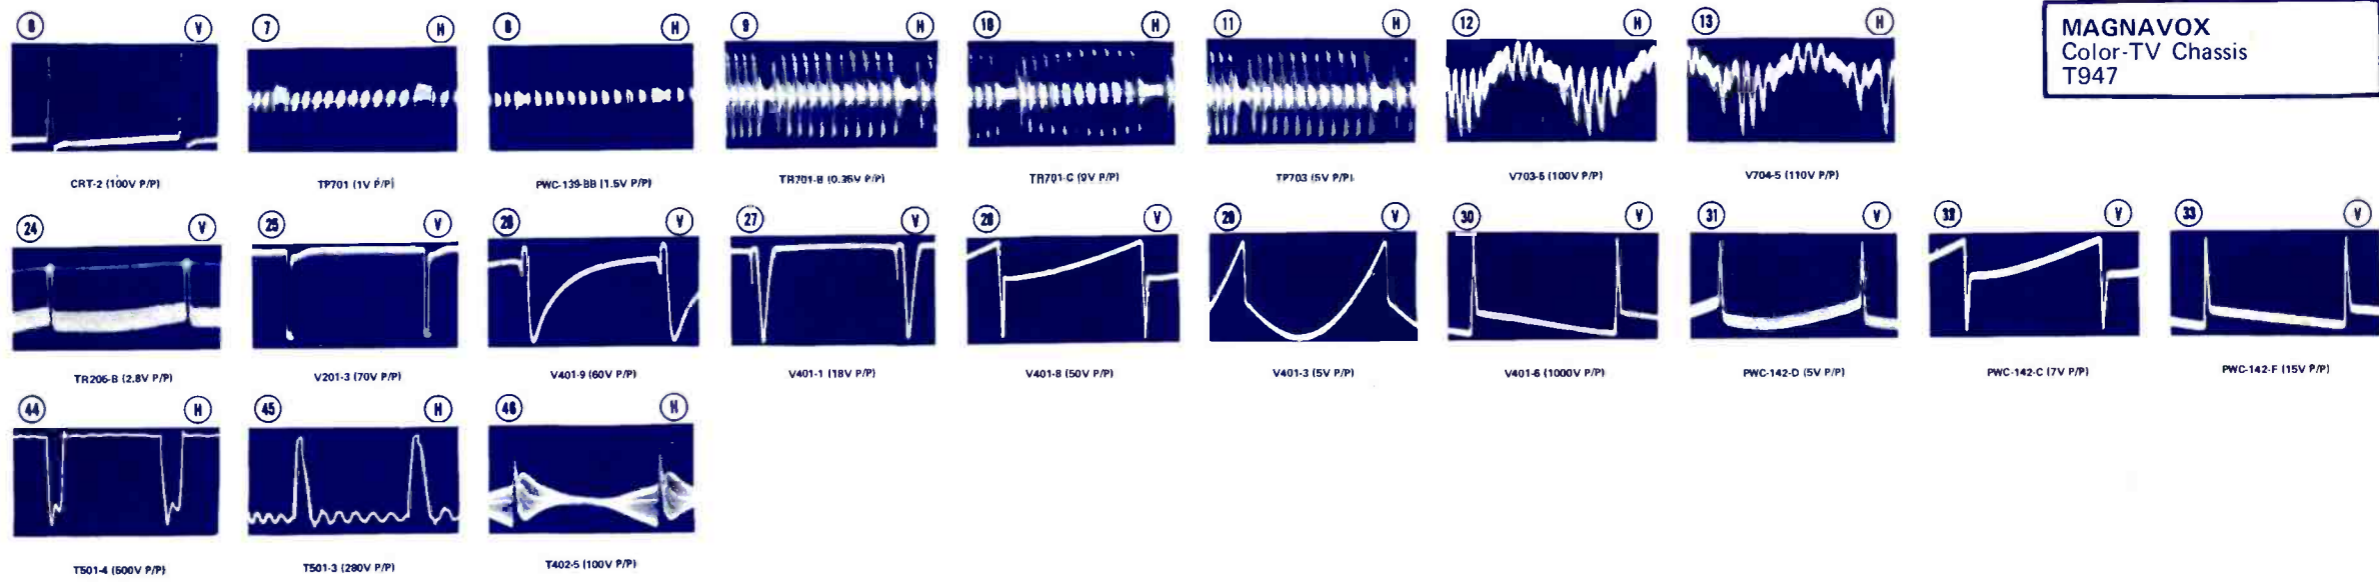 6 V 7 H 8 H 9 H 10 H 11 H 12 H 13 H
MAGNAVOX
Color-TV Chassis
T947
CRT-2 (100V P/P) TP701 (1V P/P) PWC-139-BB (1.5V P/P) TR701-B (0.35V P/P) TR701-C (9V P/P) TP703 (5V P/P) V703-5 (100V P/P) V704-5 (110V P/P)
24 V 25 V 26 V 27 V 28 V 29 V 30 V 31 V 32 V 33 V
TR206-B (2.8V P/P) V201-3 (70V P/P) V401-9 (60V P/P) V401-1 (18V P/P) V401-8 (50V P/P) V401-3 (5V P/P) V401-6 (1000V P/P) PWC-142-D (5V P/P) PWC-142-C (7V P/P) PWC-142-F (15V P/P)
44 H 45 H 46 H
T501-4 (500V P/P) T501-3 (280V P/P) T402-5 (100V P/P)